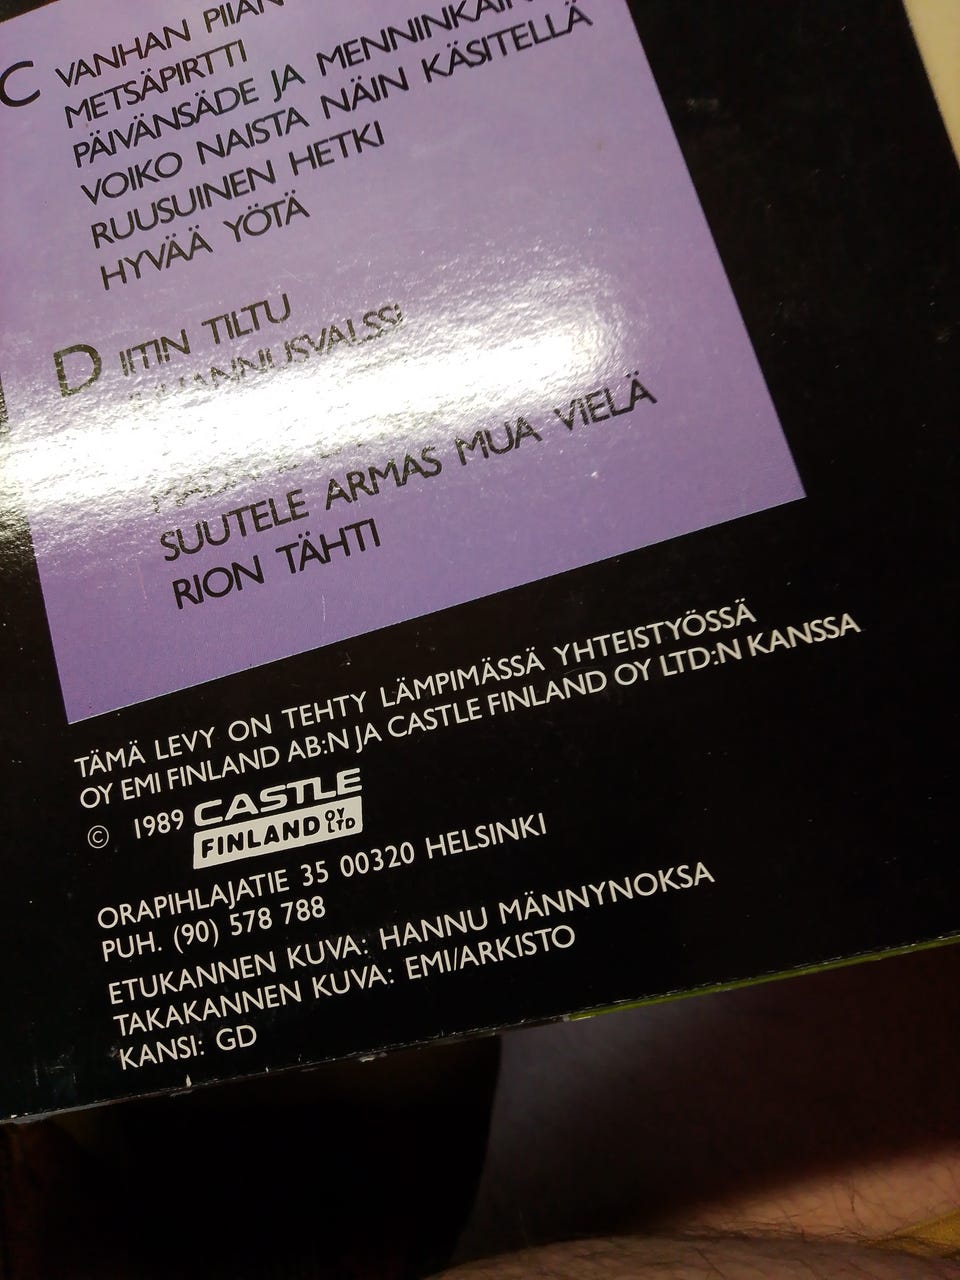 C VANHAN
METSÄPIRTTI
PÄIVÄNSÄDE JA
VOIKO NAISTA NÄIN KÄSITELLÄ
RUUSUINEN HETKI
HYVÄÄ YÖTÄ
D IITIN TILTU
SUUTELE ARMAS MUA VIELÄ
RION TÄHTI
TÄMÄ LEVY ON TEHTY LÄMPIMÄSSÄ YHTEISTYÖSSÄ
OY EMI FINLAND AB:N JA CASTLE FINLAND OY LTD:N KANSSA
© 1989 CASTLE
FINLAND OY LTD
ORAPIHLAJATIE 35 00320 HELSINKI
PUH. (90) 578 788
ETUKANNEN KUVA: HANNU MÄNNYNOKSA
TAKAKANNEN KUVA: EMI/ARKISTO
KANSI: GD